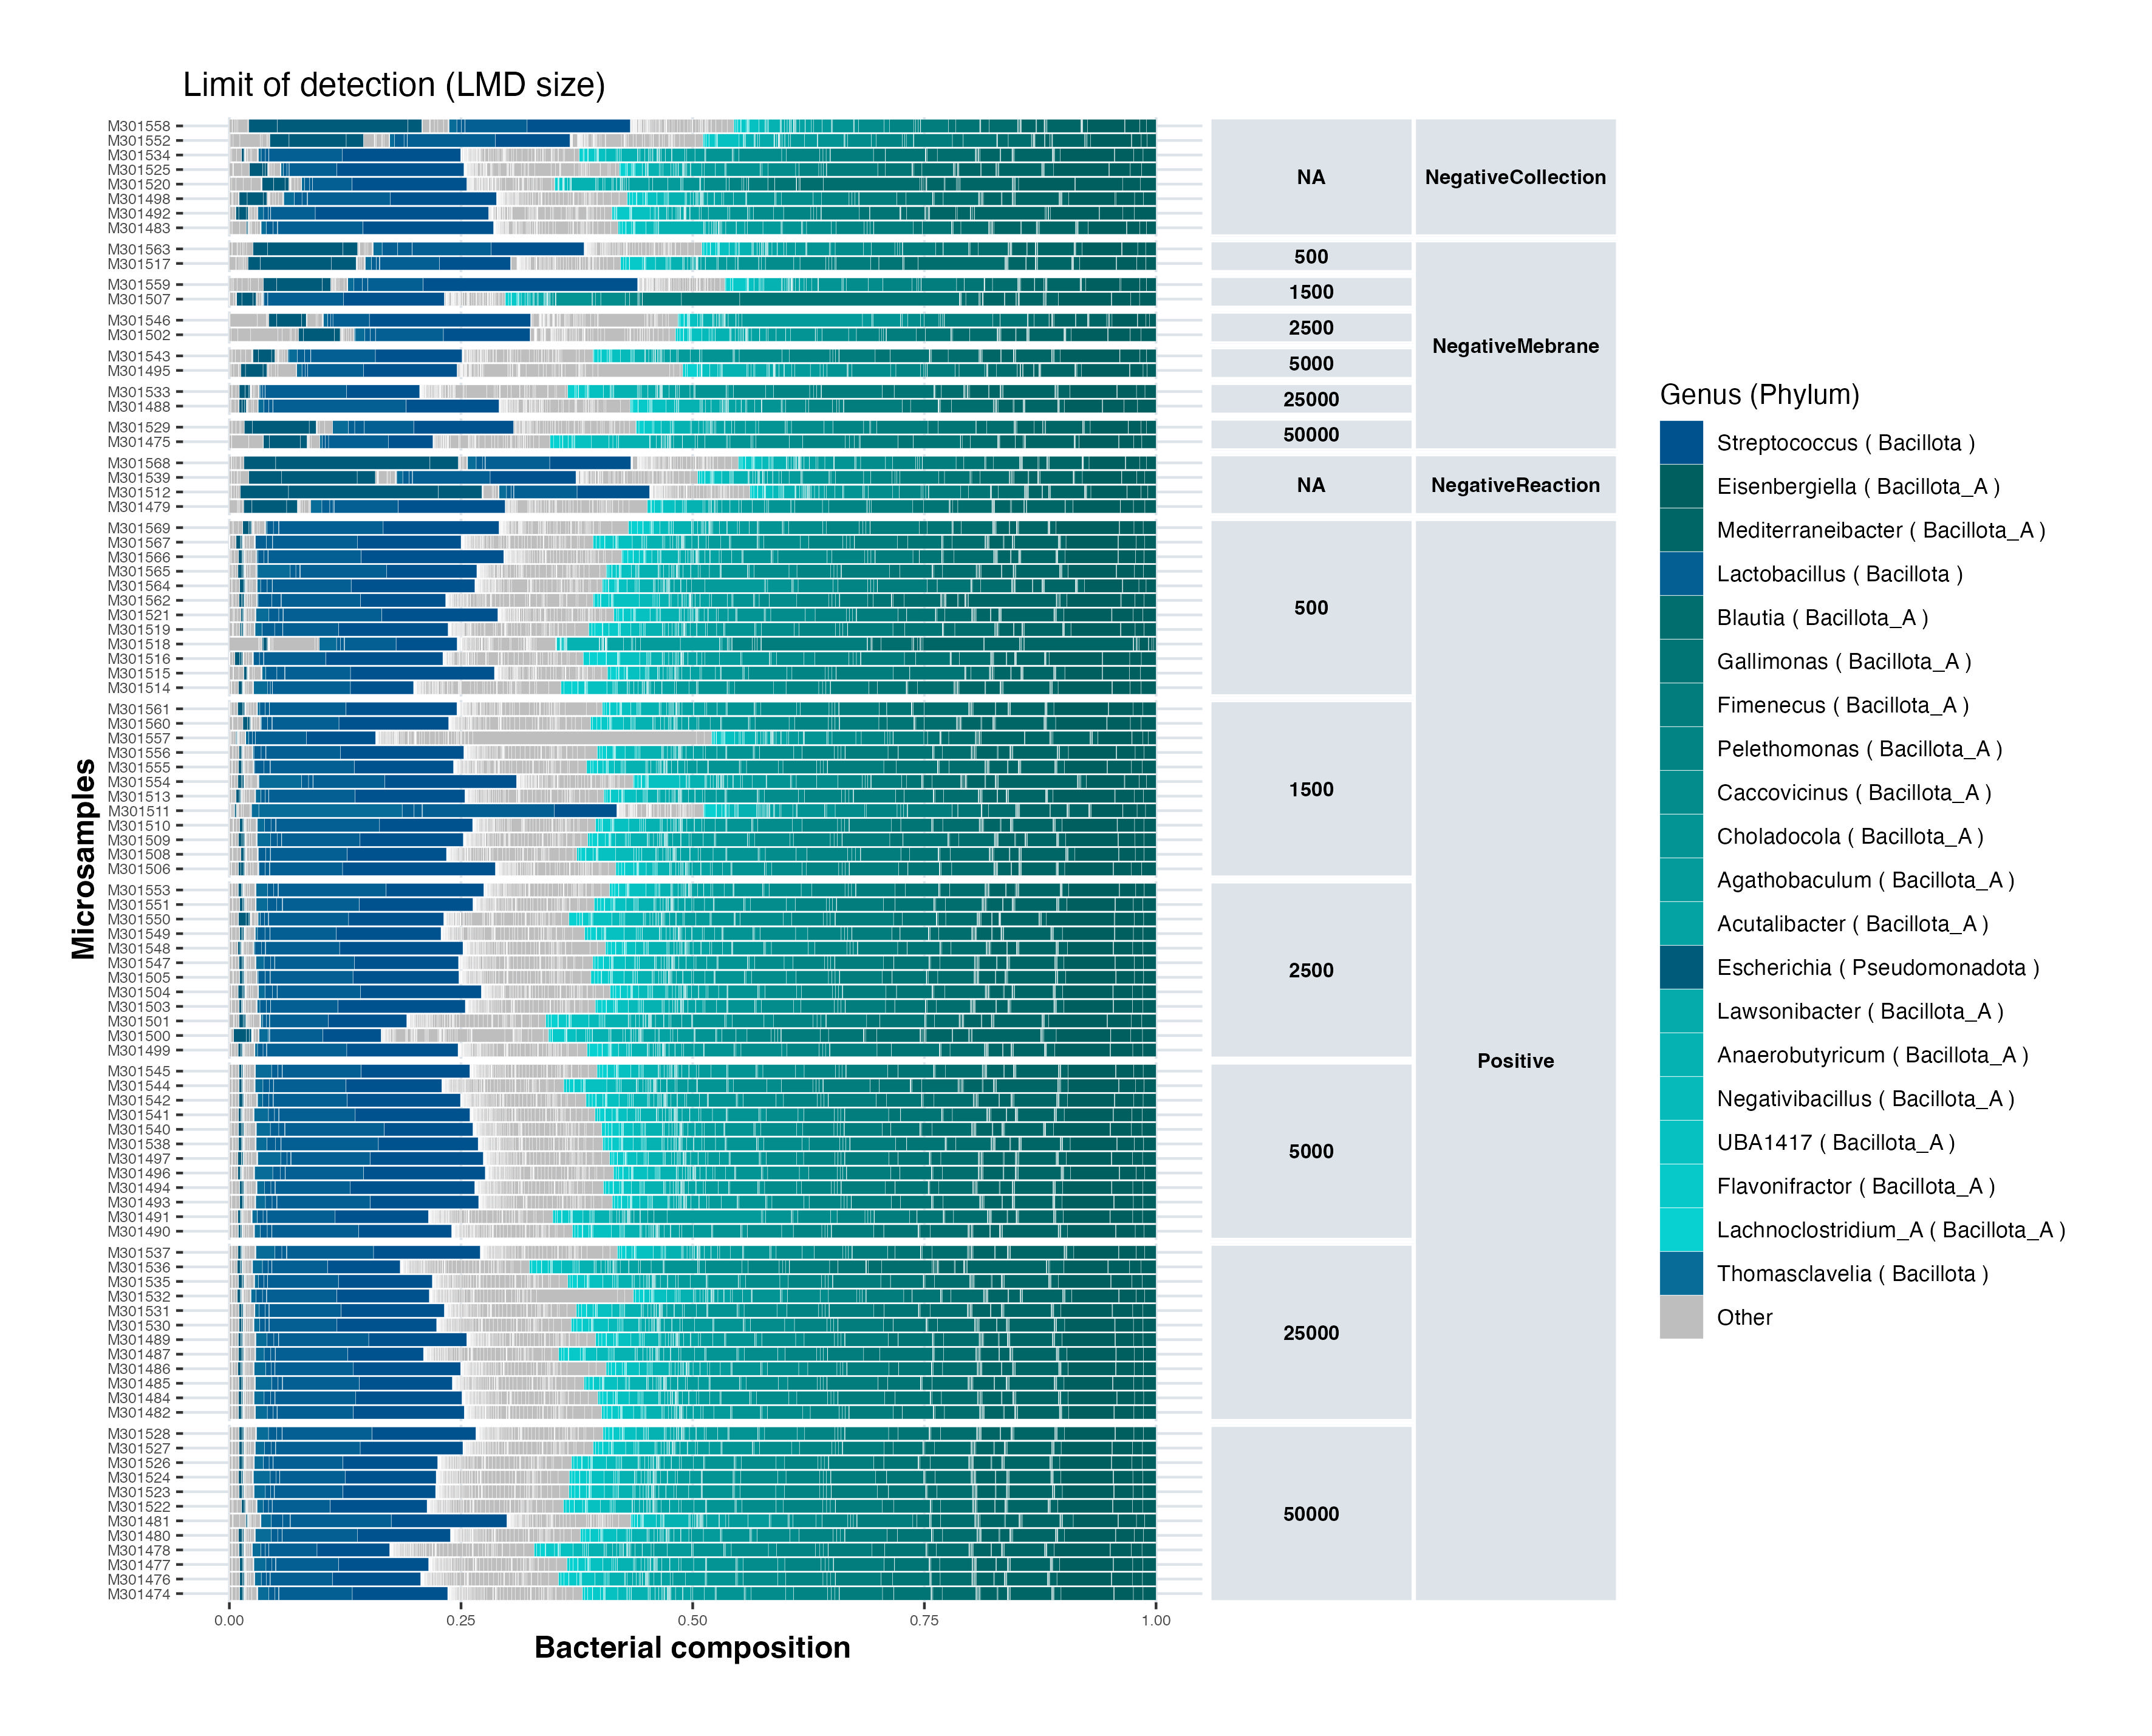 Limit of detection (LMD size)
M301558
M301552
M301534
M301525
M301520
M301498
M301492
M301483
NA
NegativeCollection
M301563
M301517
500
M301559
M301507
1500
M301546
M301502
2500
M301543
M301495
5000
M301533
M301488
25000
M301529
M301475
50000
NegativeMebrane
M301568
M301539
M301512
M301479
NA
NegativeReaction
M301569
M301567
M301566
M301565
M301564
M301562
M301521
M301519
M301518
M301516
M301515
M301514
500
M301561
M301560
M301557
M301556
M301555
M301554
M301513
M301511
M301510
M301509
M301508
M301506
1500
M301553
M301551
M301550
M301549
M301548
M301547
M301505
M301504
M301503
M301501
M301500
M301499
2500
M301545
M301544
M301542
M301541
M301540
M301538
M301497
M301496
M301494
M301493
M301491
M301490
5000
M301537
M301536
M301535
M301532
M301531
M301530
M301489
M301487
M301486
M301485
M301484
M301482
25000
M301528
M301527
M301526
M301524
M301523
M301522
M301481
M301480
M301478
M301477
M301476
M301474
50000
Positive
Microsamples
0.00 0.25 0.50 0.75 1.00
Bacterial composition
Genus (Phylum)
Streptococcus ( Bacillota )
Eisenbergiella ( Bacillota_A )
Mediterraneibacter ( Bacillota_A )
Lactobacillus ( Bacillota )
Blautia ( Bacillota_A )
Gallimonas ( Bacillota_A )
Fimenecus ( Bacillota_A )
Pelethomonas ( Bacillota_A )
Caccovicinus ( Bacillota_A )
Choladocola ( Bacillota_A )
Agathobaculum ( Bacillota_A )
Acutalibacter ( Bacillota_A )
Escherichia ( Pseudomonadota )
Lawsonibacter ( Bacillota_A )
Anaerobutyricum ( Bacillota_A )
Negativibacillus ( Bacillota_A )
UBA1417 ( Bacillota_A )
Flavonifractor ( Bacillota_A )
Lachnoclostridium_A ( Bacillota_A )
Thomasclavelia ( Bacillota )
Other